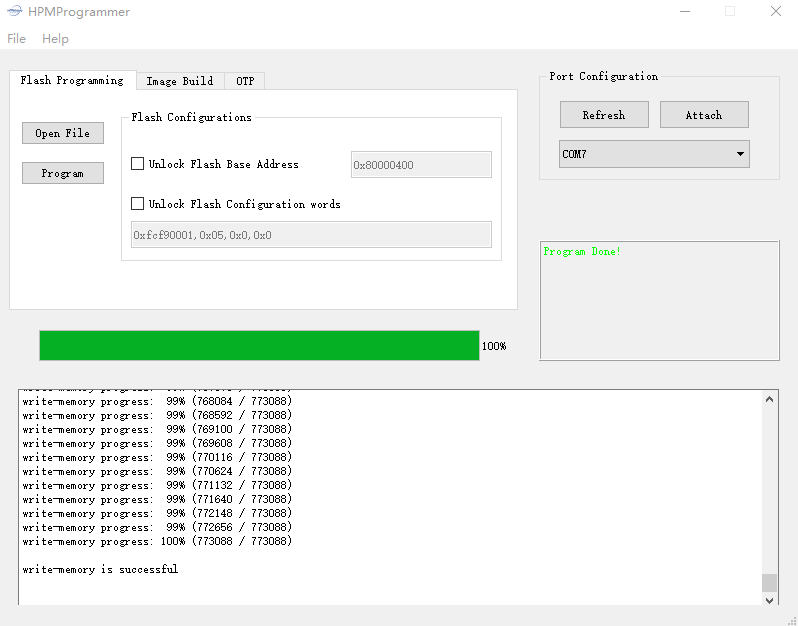 HPMProgrammer
File Help
Flash Programming Image Build OTP
Open File
Program
Flash Configurations
Unlock Flash Base Address 0x80000400
Unlock Flash Configuration words
0xfcf90001,0x05,0x0,0x0
Port Configuration
Refresh Attach
COM7
Program Done!
100%
write-memory progress: 99% (768084 / 773088)
write-memory progress: 99% (768592 / 773088)
write-memory progress: 99% (769100 / 773088)
write-memory progress: 99% (769608 / 773088)
write-memory progress: 99% (770116 / 773088)
write-memory progress: 99% (770624 / 773088)
write-memory progress: 99% (771132 / 773088)
write-memory progress: 99% (771640 / 773088)
write-memory progress: 99% (772148 / 773088)
write-memory progress: 99% (772656 / 773088)
write-memory progress: 100% (773088 / 773088)
write-memory is successful